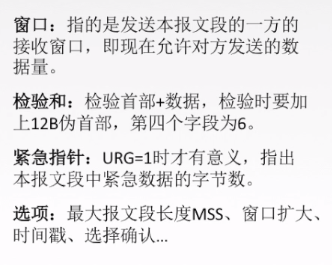 窗口：指的是发送本报文段的一方的
接收窗口，即现在允许对方发送的数
据量。
检验和：检验首部+数据，检验时要加
上12B伪首部，第四个字段为6。
紧急指针：URG=1时才有意义，指出
本报文段中紧急数据的字节数。
选项：最大报文段长度MSS、窗口扩大、
时间戳、选择确认...